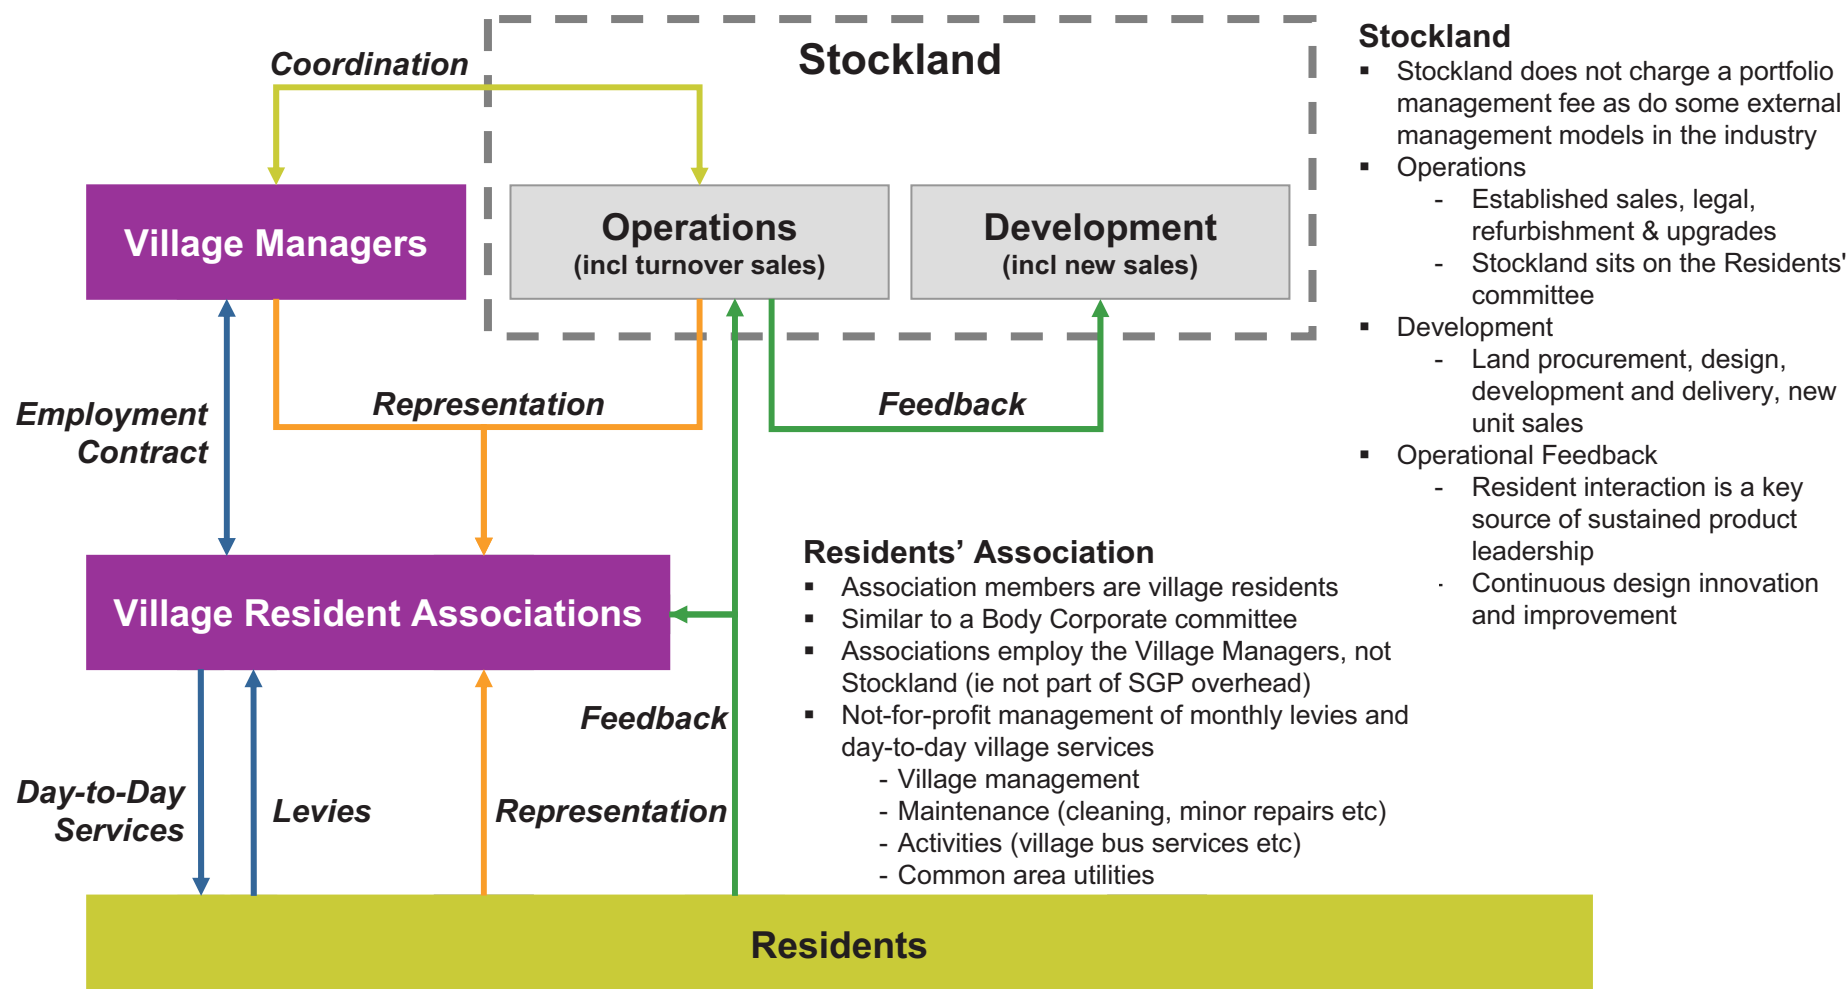 Coordination
Stockland
Village Managers
Operations
(incl turnover sales)
Development
(incl new sales)
Employment
Contract
Representation
Feedback
Village Resident Associations
Day-to-Day
Services
Levies
Representation
Feedback
Residents
Residents’ Association
▪ Association members are village residents
▪ Similar to a Body Corporate committee
▪ Associations employ the Village Managers, not
Stockland (ie not part of SGP overhead)
▪ Not-for-profit management of monthly levies and
day-to-day village services
- Village management
- Maintenance (cleaning, minor repairs etc)
- Activities (village bus services etc)
- Common area utilities
Stockland
▪ Stockland does not charge a portfolio
management fee as do some external
management models in the industry
▪ Operations
- Established sales, legal,
refurbishment & upgrades
- Stockland sits on the Residents'
committee
▪ Development
- Land procurement, design,
development and delivery, new
unit sales
▪ Operational Feedback
- Resident interaction is a key
source of sustained product
leadership
· Continuous design innovation
and improvement